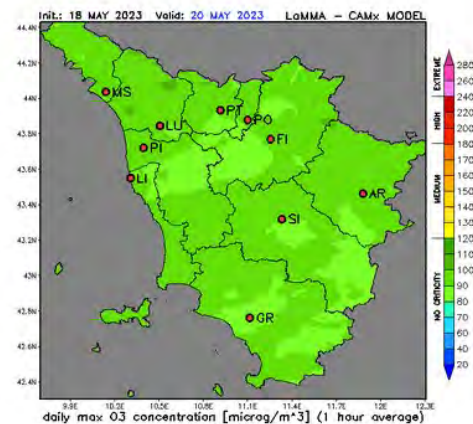 Init.: 18 MAY 2023 Valid: 20 MAY 2023 LaMMA - CAMx MODEL
44.4N
44.2N
44N
43.8N
43.6N
43.4N
43.2N
43N
42.8N
42.6N
42.4N
MS
LU
PT
PO
PI
FI
LI
AR
SI
GR
9.9E 10.2E 10.5E 10.8E 11.1E 11.4E 11.7E 12E 12.3E
daily max O3 concentration [microg/m^3] (1 hour average)
EXTREME
HIGH
MEDIUM
NO CRITICITY
280
260
240
220
200
180
160
140
130
120
110
100
90
80
70
60
40
20